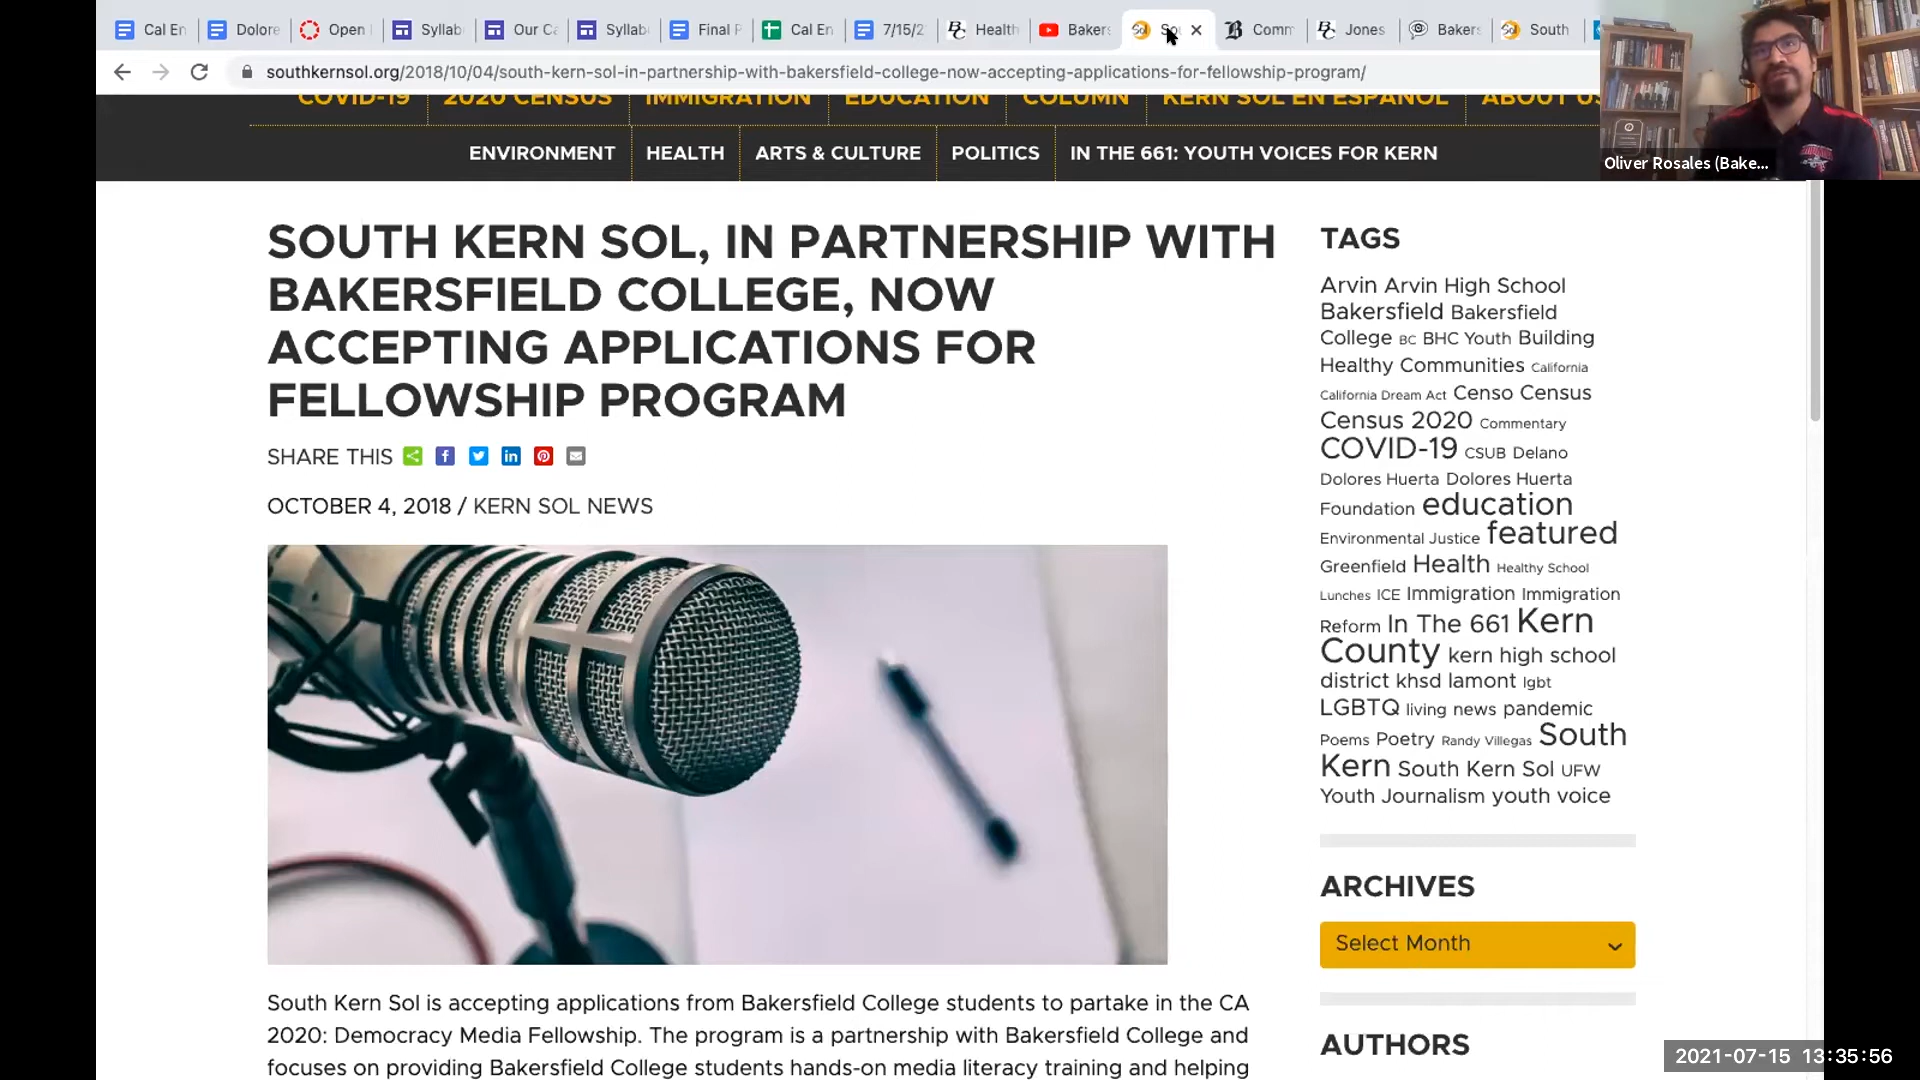 Cal En
Dolore
Open
Syllab
Our Ca
Syllab
Final P
Cal En
7/15/2
Health
Bakers
So
Comm
Jones
Bakers
South
southkernsol.org/2018/10/04/south-kern-sol-in-partnership-with-bakersfield-college-now-accepting-applications-for-fellowship-program/
COVID-19
2020 CENSUS
IMMIGRATION
EDUCATION
COLUMN
KERN SOL EN ESPAÑOL
ABOUT US
ENVIRONMENT
HEALTH
ARTS & CULTURE
POLITICS
IN THE 661: YOUTH VOICES FOR KERN
Oliver Rosales (Bake...
SOUTH KERN SOL, IN PARTNERSHIP WITH
BAKERSFIELD COLLEGE, NOW
ACCEPTING APPLICATIONS FOR
FELLOWSHIP PROGRAM
SHARE THIS
OCTOBER 4, 2018 / KERN SOL NEWS
South Kern Sol is accepting applications from Bakersfield College students to partake in the CA
2020: Democracy Media Fellowship. The program is a partnership with Bakersfield College and
focuses on providing Bakersfield College students hands-on media literacy training and helping
TAGS
Arvin Arvin High School
Bakersfield Bakersfield
College BC BHC Youth Building
Healthy Communities California
California Dream Act Censo Census
Census 2020 Commentary
COVID-19 CSUB Delano
Dolores Huerta Dolores Huerta
Foundation education
Environmental Justice featured
Greenfield Health Healthy School
Lunches ICE Immigration Immigration
Reform In The 661 Kern
County kern high school
district khsd lamont lgbt
LGBTQ living news pandemic
Poems Poetry Randy Villegas South
Kern South Kern Sol UFW
Youth Journalism youth voice
ARCHIVES
Select Month
AUTHORS
2021-07-15 13:35:56